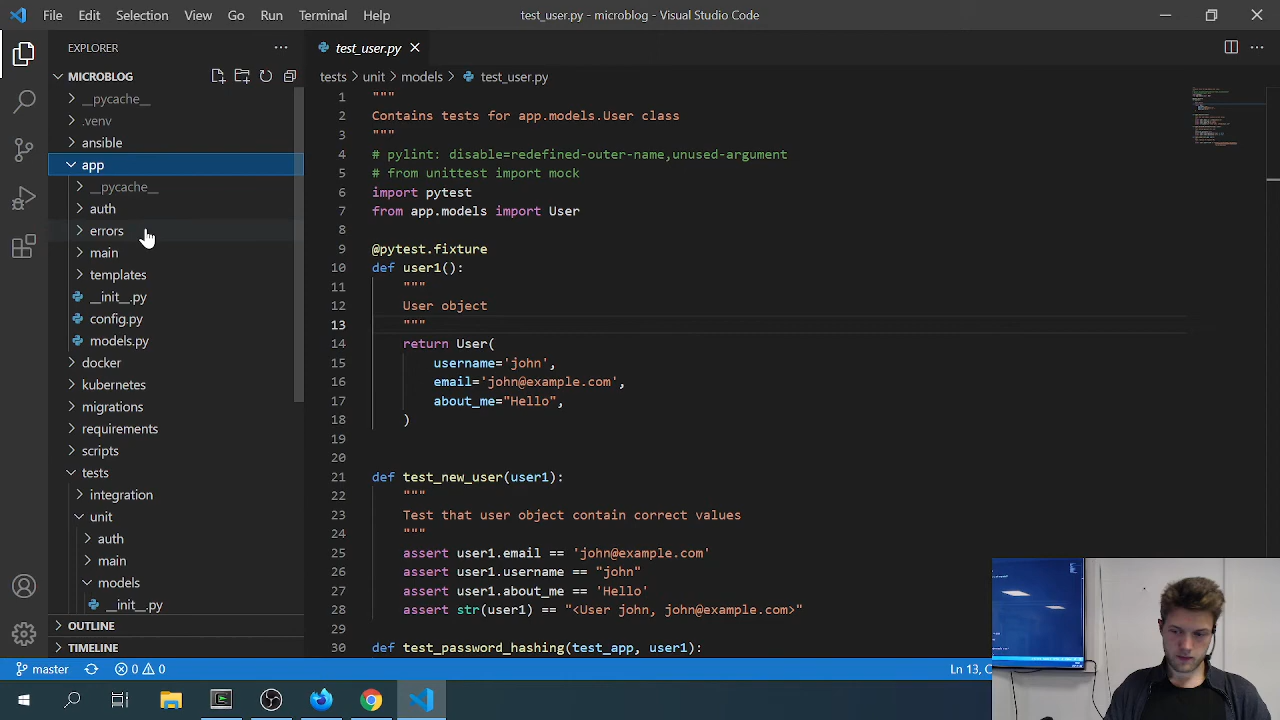 File Edit Selection View Go Run Terminal Help
test_user.py - microblog - Visual Studio Code
EXPLORER
MICROBLOG
__pycache__
.venv
ansible
app
__pycache__
auth
errors
main
templates
__init__.py
config.py
models.py
docker
kubernetes
migrations
requirements
scripts
tests
integration
unit
auth
main
models
__init__.py
OUTLINE
TIMELINE
test_user.py
tests > unit > models > test_user.py
1 """
2 Contains tests for app.models.User class
3 """
4 # pylint: disable=redefined-outer-name,unused-argument
5 # from unittest import mock
6 import pytest
7 from app.models import User
8
9 @pytest.fixture
10 def user1():
11 """
12 User object
13 """
14 return User(
15 username='john',
16 email='john@example.com',
17 about_me="Hello",
18 )
19
20
21 def test_new_user(user1):
22 """
23 Test that user object contain correct values
24 """
25 assert user1.email == 'john@example.com'
26 assert user1.username == "john"
27 assert user1.about_me == 'Hello'
28 assert str(user1) == "<User john, john@example.com>"
29
30 def test_password_hashing(test_app, user1):
master 0 0
Ln 13,